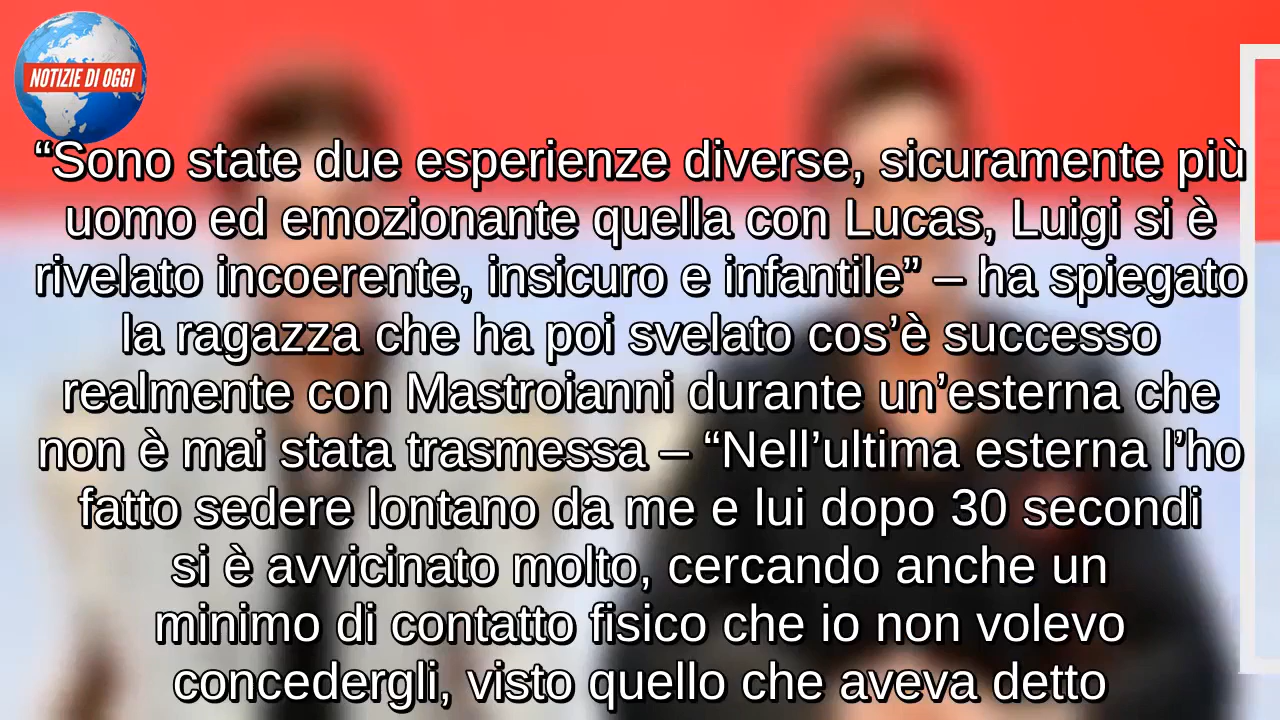 NOTIZIE DI OGGI
“Sono state due esperienze diverse, sicuramente più
uomo ed emozionante quella con Lucas, Luigi si è
rivelato incoerente, insicuro e infantile” – ha spiegato
la ragazza che ha poi svelato cos’è successo
realmente con Mastroianni durante un’esterna che
non è mai stata trasmessa – “Nell’ultima esterna l’ho
fatto sedere lontano da me e lui dopo 30 secondi
si è avvicinato molto, cercando anche un
minimo di contatto fisico che io non volevo
concedergli, visto quello che aveva detto